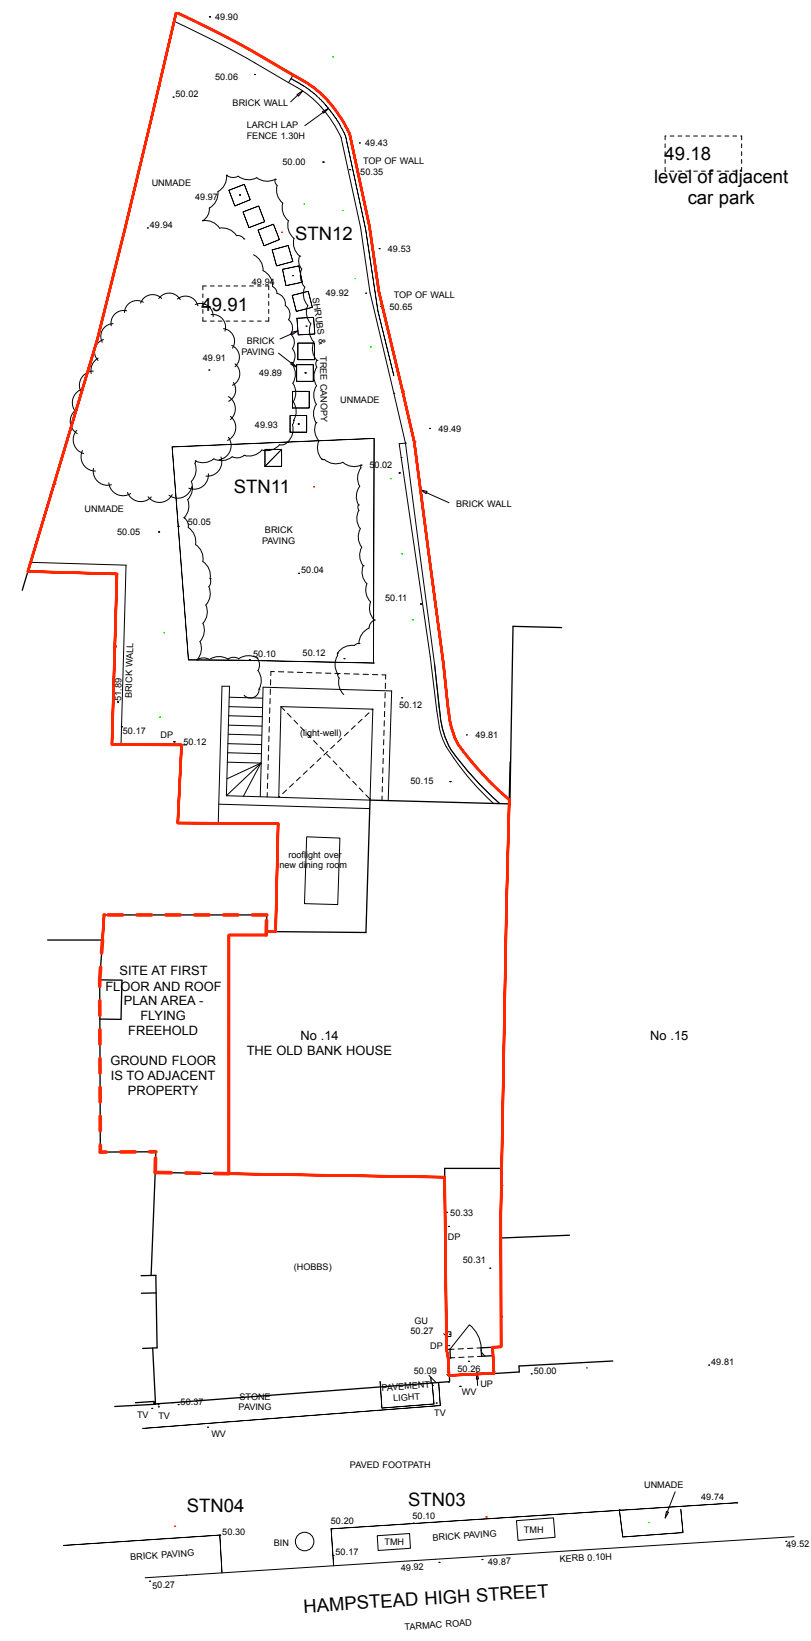 49.90
50.06
50.02
BRICK WALL
LARCH LAP
FENCE 1.30H
49.43
TOP OF WALL
50.35
50.00
49.18
level of adjacent
car park
UNMADE
49.97
49.94
STN12
49.53
49.94
49.92
TOP OF WALL
50.65
49.91
SHRUBS & TREE CANOPY
BRICK
PAVING
49.91
49.89
UNMADE
49.93
49.49
50.02
STN11
BRICK WALL
UNMADE
50.05
50.05
BRICK
PAVING
50.04
50.11
50.10
50.12
BRICK WALL
51.89
50.12
50.17
DP
50.12
(light-well)
49.81
50.15
rooflight over
new dining room
SITE AT FIRST
FLOOR AND ROOF
PLAN AREA -
FLYING
FREEHOLD
GROUND FLOOR
IS TO ADJACENT
PROPERTY
No .14
THE OLD BANK HOUSE
No .15
50.33
DP
50.31
(HOBBS)
GU
50.27
3
DP
50.09
50.26
50.00
49.81
UP
WV
PAVEMENT
LIGHT
STONE
PAVING
50.37
TV
TV
TV
WV
PAVED FOOTPATH
STN04
STN03
UNMADE
49.74
50.30
BIN
50.20
50.10
TMH
BRICK PAVING
TMH
BRICK PAVING
50.17
49.92
49.87
KERB 0.10H
49.52
50.27
HAMPSTEAD HIGH STREET
TARMAC ROAD